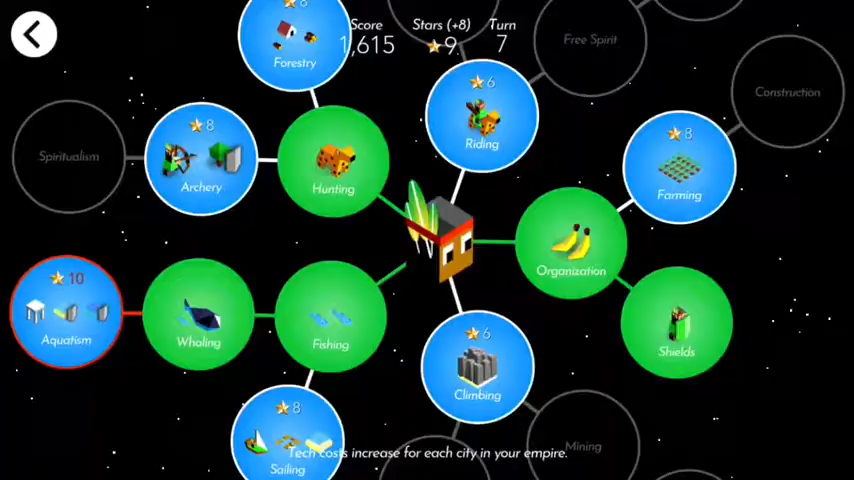 8
Forestry
Score
1,615
Stars (+8)
9
Turn
7
Free Spirit
Construction
6
Riding
8
Archery
Spiritualism
Hunting
8
Farming
Organization
10
Aquatism
Whaling
Fishing
6
Climbing
Shields
8
Sailing
Mining
Tech costs increase for each city in your empire.